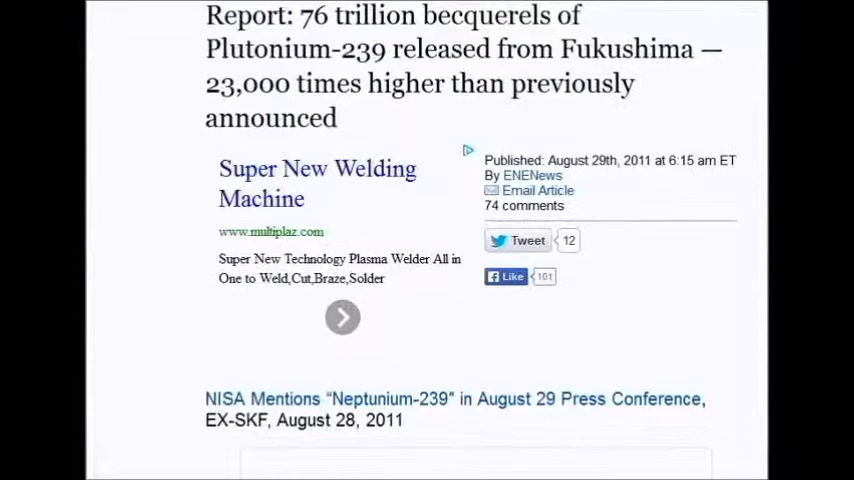 Report: 76 trillion becquerels of
Plutonium-239 released from Fukushima —
23,000 times higher than previously
announced
Super New Welding
Machine
www.multiplaz.com
Super New Technology Plasma Welder All in
One to Weld,Cut,Braze,Solder
Published: August 29th, 2011 at 6:15 am ET
By ENENews
Email Article
74 comments
Tweet 12
Like 101
NISA Mentions “Neptunium-239″ in August 29 Press Conference,
EX-SKF, August 28, 2011